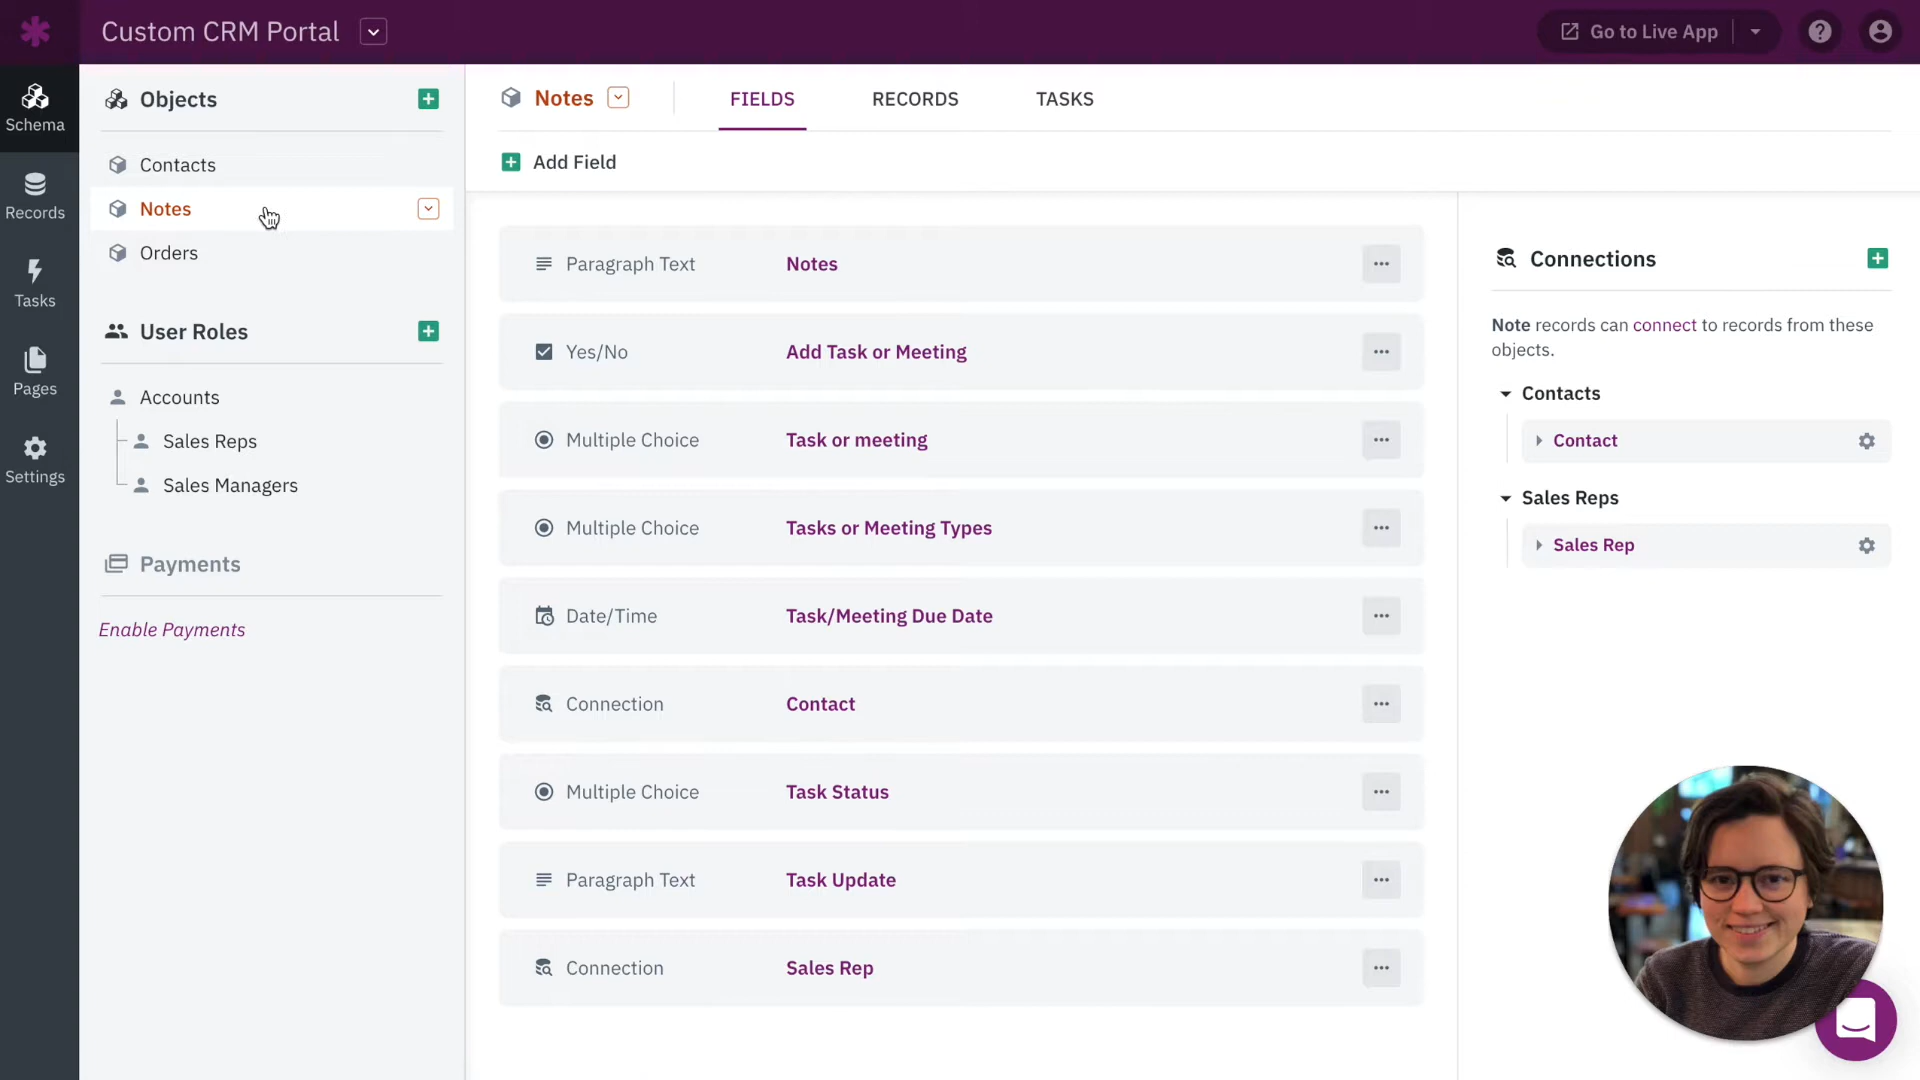 Custom CRM Portal
Go to Live App
Schema
Records
Tasks
Pages
Settings
Objects
Contacts
Notes
Orders
User Roles
Accounts
Sales Reps
Sales Managers
Payments
Enable Payments
Notes
FIELDS
RECORDS
TASKS
Add Field
Paragraph Text
Notes
Yes/No
Add Task or Meeting
Multiple Choice
Task or meeting
Multiple Choice
Tasks or Meeting Types
Date/Time
Task/Meeting Due Date
Connection
Contact
Multiple Choice
Task Status
Paragraph Text
Task Update
Connection
Sales Rep
Connections
Note records can connect to records from these
objects.
Contacts
Contact
Sales Reps
Sales Rep